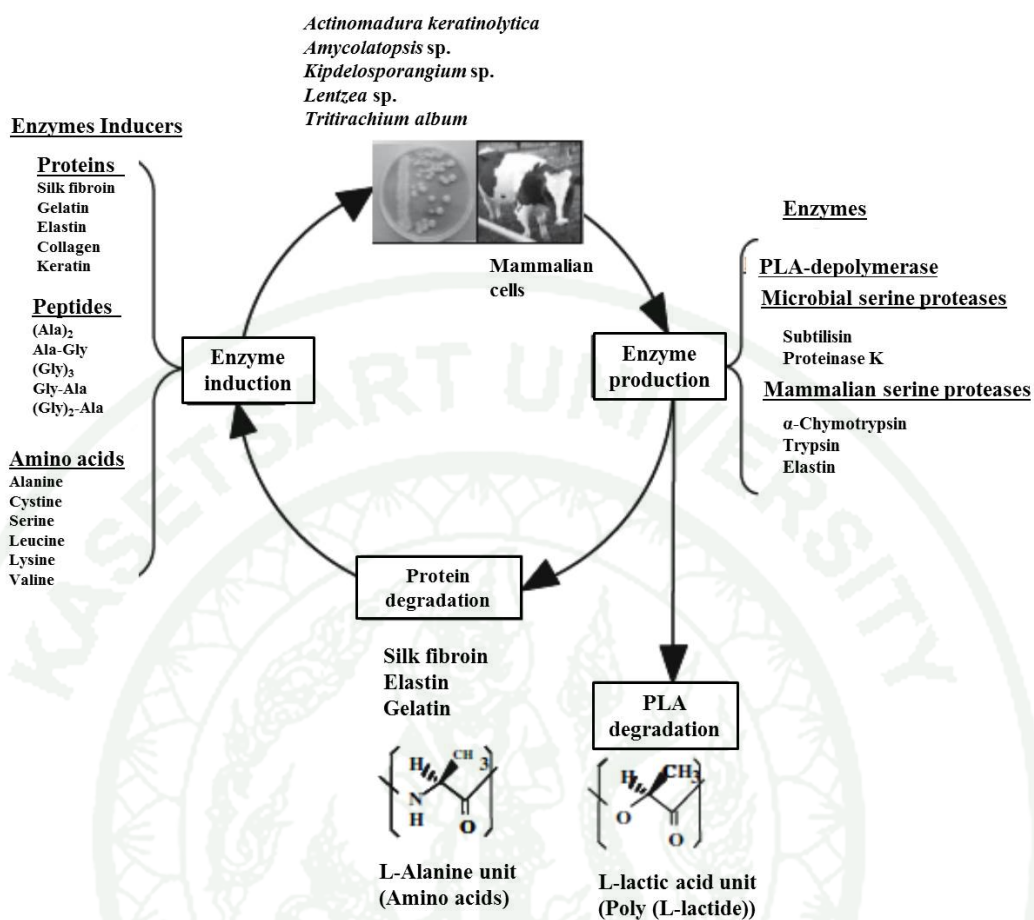 Actinomadura keratinolytica
Amycolatopsis sp.
Kipdelosporangium sp.
Lentzea sp.
Tritirachium album
Enzymes Inducers
Proteins
Silk fibroin
Gelatin
Elastin
Collagen
Keratin
Peptides
(Ala)₂
Ala-Gly
(Gly)₃
Gly-Ala
(Gly)₂-Ala
Amino acids
Alanine
Cystine
Serine
Leucine
Lysine
Valine
Enzyme
induction
Mammalian
cells
Enzyme
production
Enzymes
PLA-depolymerase
Microbial serine proteases
Subtilisin
Proteinase K
Mammalian serine proteases
α-Chymotrypsin
Trypsin
Elastin
Protein
degradation
Silk fibroin
Elastin
Gelatin
H CH 3
N
H O
L-Alanine unit
(Amino acids)
PLA
degradation
H CH₃
O
O
L-lactic acid unit
(Poly (L-lactide))
KASETSART UNIVERSITY